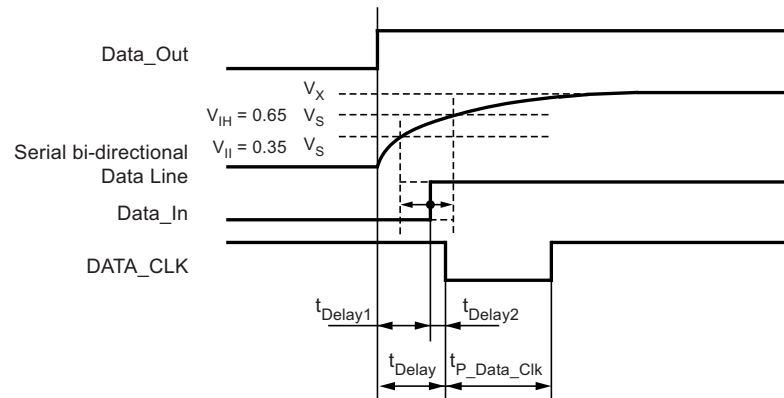 Data_Out
V_X
V_IH = 0.65 V_S
V_Il = 0.35 V_S
Serial bi-directional
Data Line
Data_In
DATA_CLK
t_Delay1 t_Delay2
t_Delay t_P_Data_Clk